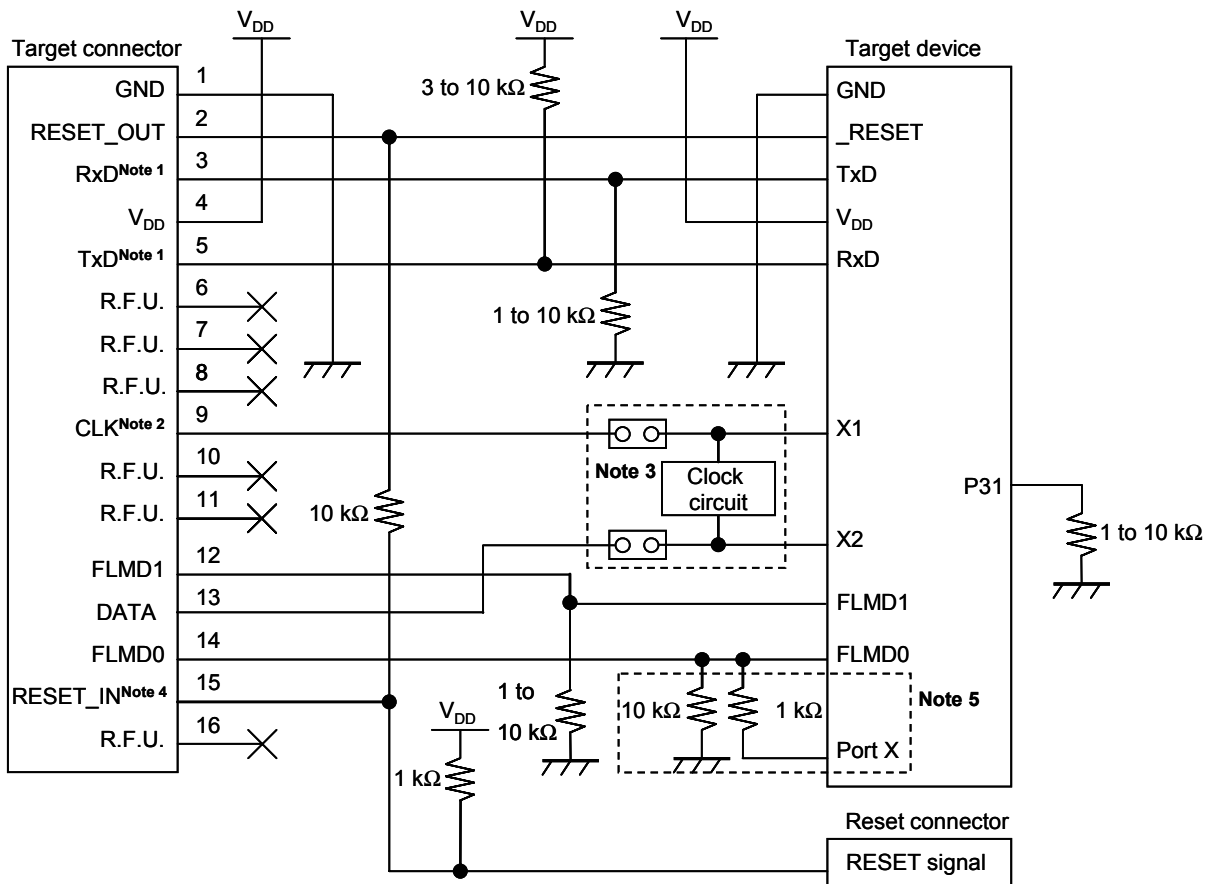 V_DD
V_DD
V_DD
Target connector
Target device
1
GND
3 to 10 kΩ
GND
2
RESET_OUT
_RESET
3
RxD^Note 1
TxD
4
V_DD
V_DD
5
TxD^Note 1
RxD
6
R.F.U.
1 to 10 kΩ
7
R.F.U.
8
R.F.U.
9
CLK^Note 2
X1
Note 3
Clock
circuit
10
R.F.U.
P31
11
R.F.U.
10 kΩ
1 to 10 kΩ
X2
12
FLMD1
13
DATA
FLMD1
14
FLMD0
FLMD0
15
RESET_IN^Note 4
1 to
10 kΩ
10 kΩ
1 kΩ
Note 5
16
R.F.U.
V_DD
Port X
1 kΩ
Reset connector
RESET signal